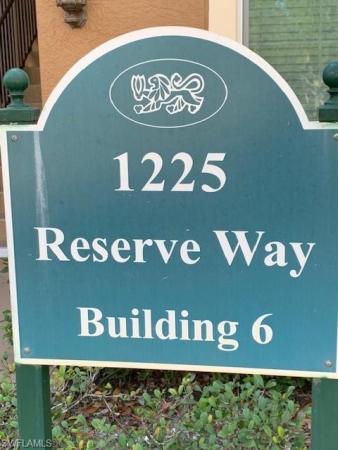 1225
Reserve Way
Building 6
SWFLAMLS